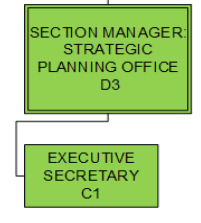 SECTION MANAGER:
STRATEGIC
PLANNING OFFICE
D3
EXECUTIVE
SECRETARY
C1